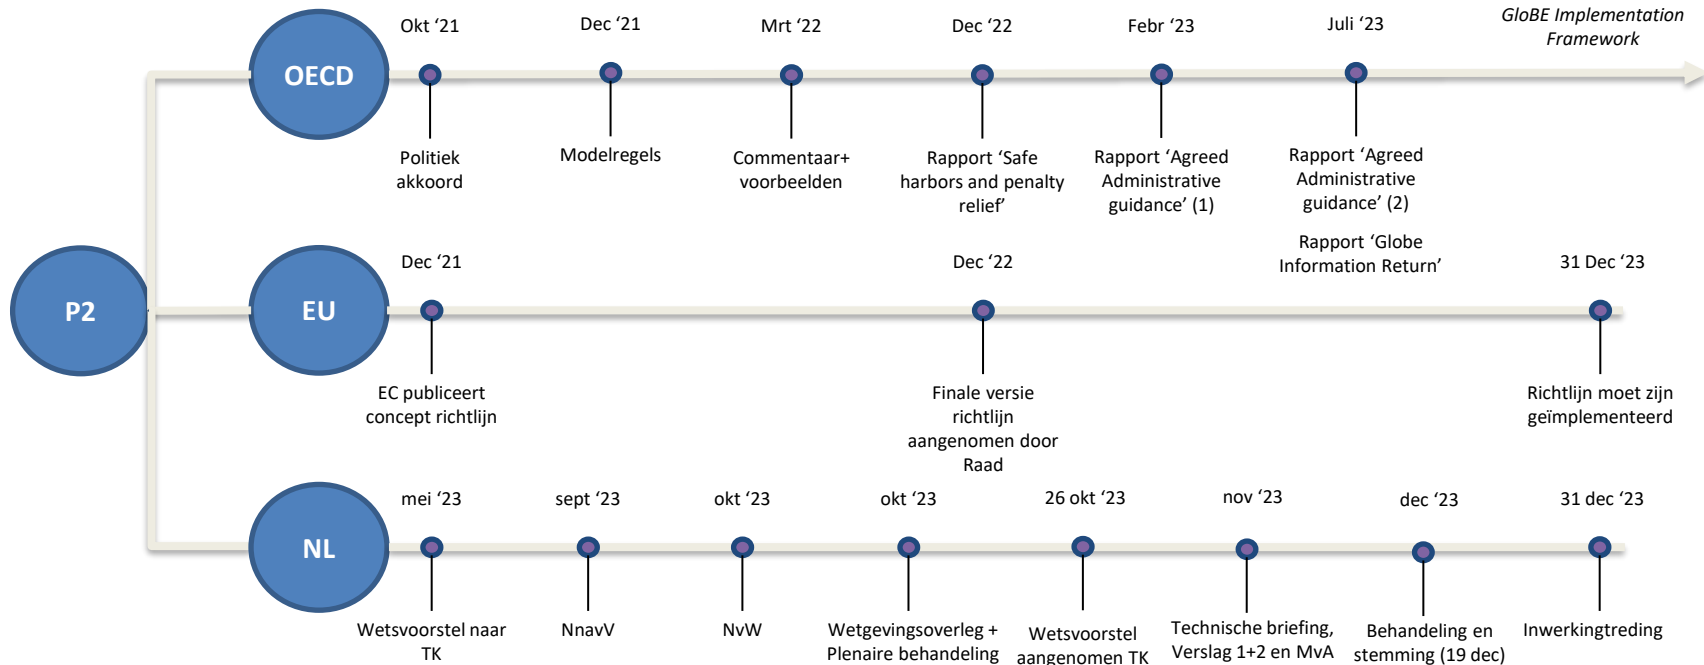 P2
OECD
Okt ‘21
Dec ‘21
Mrt ‘22
Dec ‘22
Febr ‘23
Juli ‘23
GloBE Implementation
Framework
Politiek
akkoord
Modelregels
Commentaar+
voorbeelden
Rapport ‘Safe
harbors and penalty
relief’
Rapport ‘Agreed
Administrative
guidance’ (1)
Rapport ‘Agreed
Administrative
guidance’ (2)
Rapport ‘Globe
Information Return’
EU
Dec ‘21
Dec ‘22
31 Dec ‘23
EC publiceert
concept richtlijn
Finale versie
richtlijn
aangenomen door
Raad
Richtlijn moet zijn
geïmplementeerd
NL
mei ‘23
sept ‘23
okt ‘23
okt ‘23
26 okt ‘23
nov ‘23
dec ‘23
31 dec ‘23
Wetsvoorstel naar
TK
NnavV
NvW
Wetgevingsoverleg +
Plenaire behandeling
Wetsvoorstel
aangenomen TK
Technische briefing,
Verslag 1+2 en MvA
Behandeling en
stemming (19 dec)
Inwerkingtreding